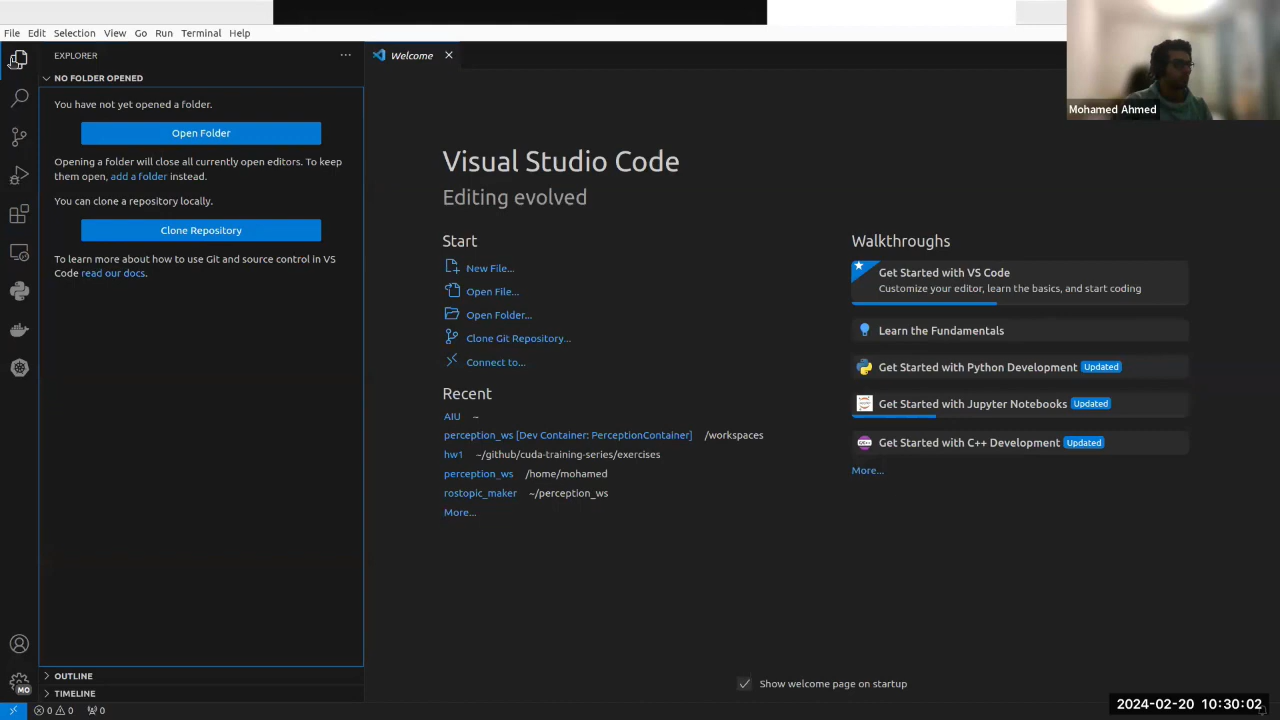 File Edit Selection View Go Run Terminal Help
EXPLORER
Welcome
Mohamed Ahmed
NO FOLDER OPENED
You have not yet opened a folder.
Open Folder
Opening a folder will close all currently open editors. To keep
them open, add a folder instead.
You can clone a repository locally.
Clone Repository
To learn more about how to use Git and source control in VS
Code read our docs.
Visual Studio Code
Editing evolved
Start
New File...
Open File...
Open Folder...
Clone Git Repository...
Connect to...
Recent
AIU ~
perception_ws [Dev Container: PerceptionContainer] /workspaces
hw1 ~/github/cuda-training-series/exercises
perception_ws /home/mohamed
rostopic_maker ~/perception_ws
More...
Walkthroughs
Get Started with VS Code
Customize your editor, learn the basics, and start coding
Learn the Fundamentals
Get Started with Python Development Updated
Get Started with Jupyter Notebooks Updated
Get Started with C++ Development Updated
More...
MO
OUTLINE
TIMELINE
Show welcome page on startup
0 0 0
2024-02-20 10:30:02